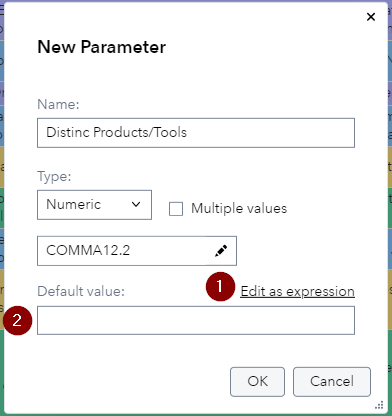 New Parameter
Name:
Distinc Products/Tools
Type:
Numeric
Multiple values
COMMA12.2
Default value:
1
Edit as expression
2
OK
Cancel